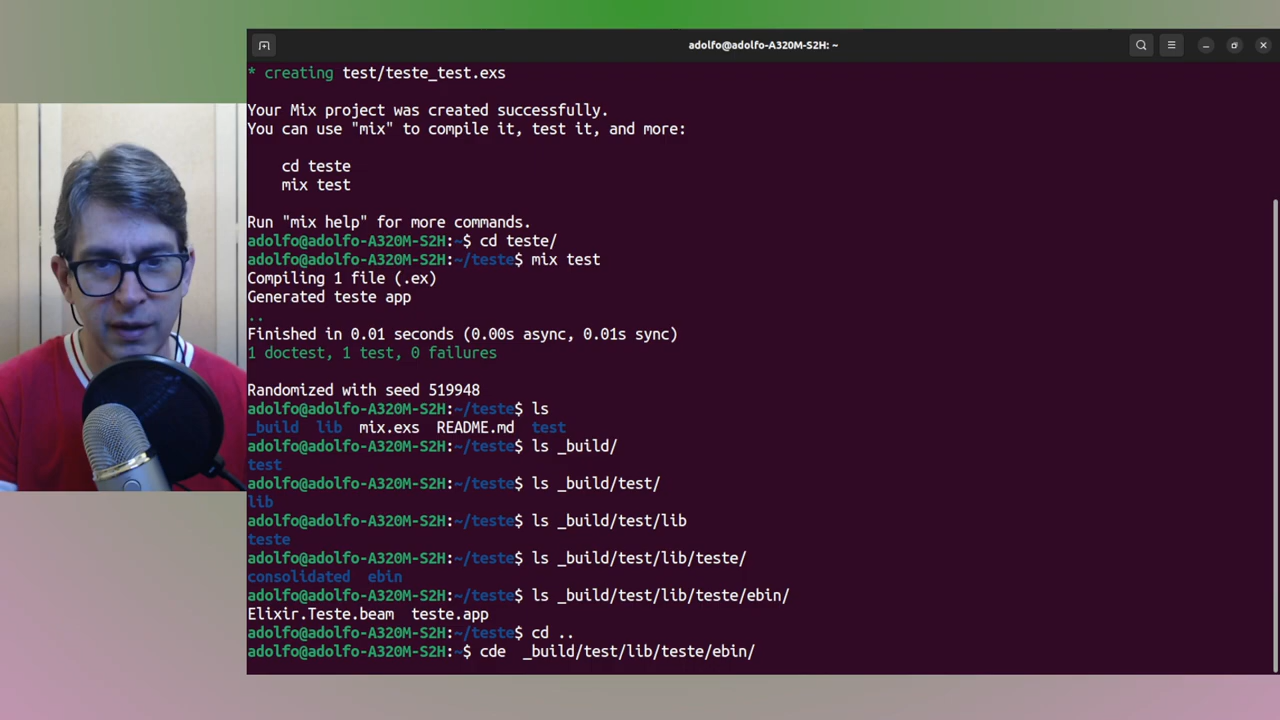 adolfo@adolfo-A320M-S2H: ~
* creating test/teste_test.exs
Your Mix project was created successfully.
You can use "mix" to compile it, test it, and more:
cd teste
mix test
Run "mix help" for more commands.
adolfo@adolfo-A320M-S2H:~$ cd teste/
adolfo@adolfo-A320M-S2H:~/teste$ mix test
Compiling 1 file (.ex)
Generated teste app
..
Finished in 0.01 seconds (0.00s async, 0.01s sync)
1 doctest, 1 test, 0 failures
Randomized with seed 519948
adolfo@adolfo-A320M-S2H:~/teste$ ls
_build  lib  mix.exs  README.md  test
adolfo@adolfo-A320M-S2H:~/teste$ ls _build/
test
adolfo@adolfo-A320M-S2H:~/teste$ ls _build/test/
lib
adolfo@adolfo-A320M-S2H:~/teste$ ls _build/test/lib
teste
adolfo@adolfo-A320M-S2H:~/teste$ ls _build/test/lib/teste/
consolidated  ebin
adolfo@adolfo-A320M-S2H:~/teste$ ls _build/test/lib/teste/ebin/
Elixir.Teste.beam  teste.app
adolfo@adolfo-A320M-S2H:~/teste$ cd ..
adolfo@adolfo-A320M-S2H:~$ cde  _build/test/lib/teste/ebin/